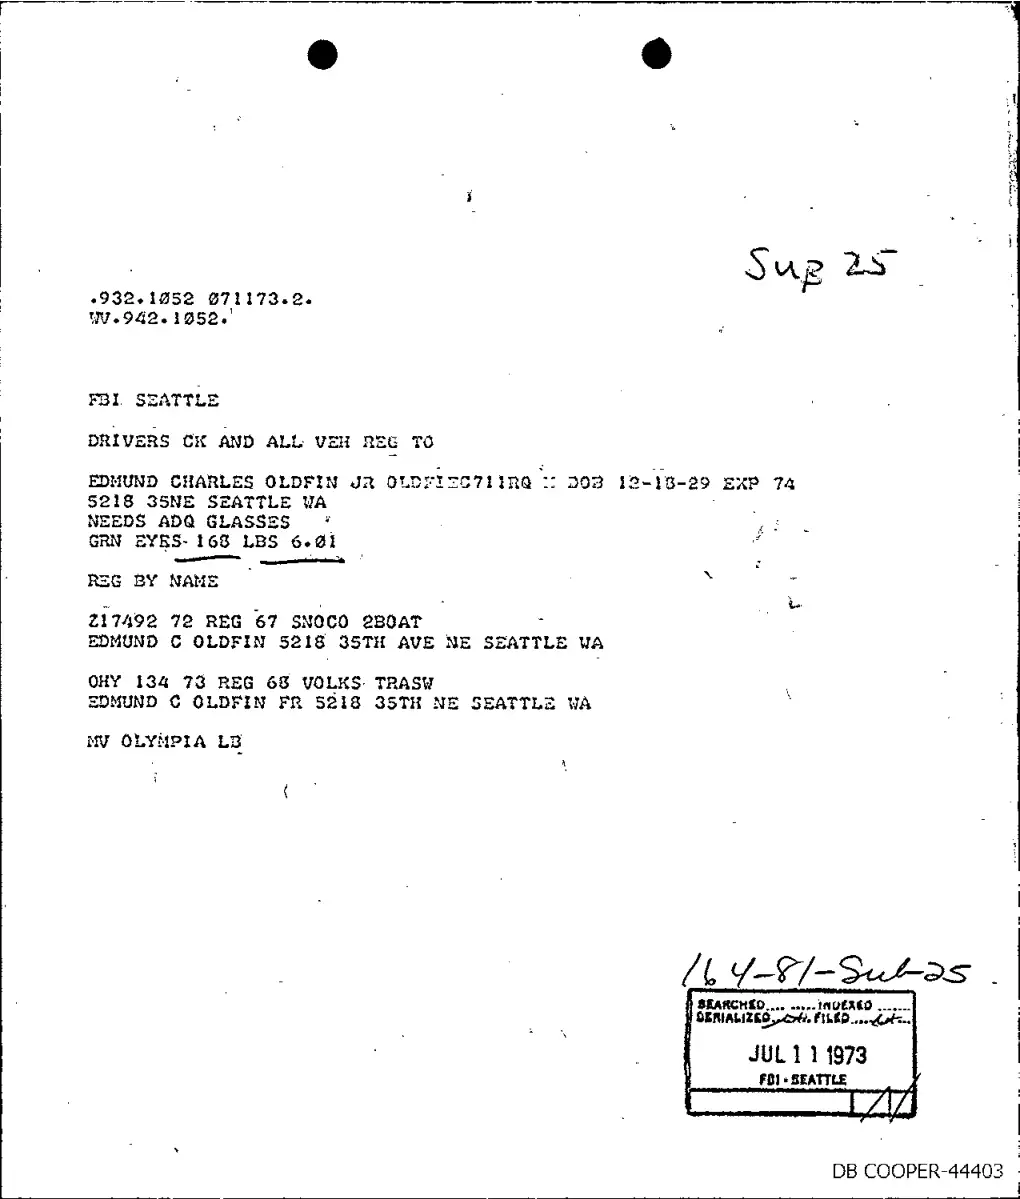 Sub 25
.932.1052 071173.2.
WV.942.1052.
FBI SEATTLE
DRIVERS CK AND ALL VEH REG TO
EDMUND CHARLES OLDFIN JR DOB 12-18-29 EXP 74
5218 35NE SEATTLE WA
NEEDS ADQ GLASSES
GRN EYES 168 LBS 6.01
REG BY NAME
Z17492 72 REG 67 SNOCO 2BOAT
EDMUND C OLDFIN 5218 35TH AVE NE SEATTLE WA
OHY 134 73 REG 68 VOLKS TRASW
EDMUND C OLDFIN FR 5218 35TH NE SEATTLE WA
MV OLYMPIA LB
164-81-Sub-25
SEARCHED........INDEXED......
SERIALIZED FILED
JUL 11 1973
FBI - SEATTLE
DB COOPER-44403